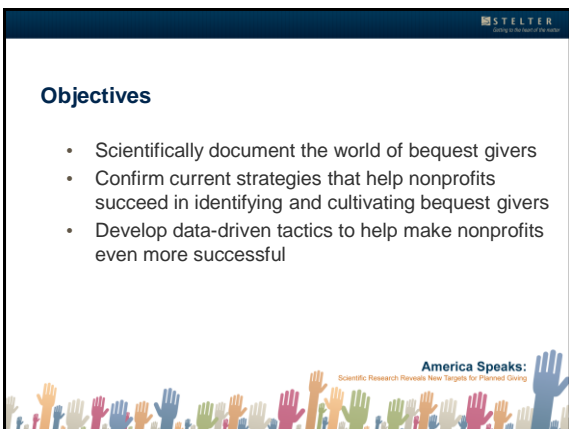 STELTER
Getting to the heart of the matter
Objectives
• Scientifically document the world of bequest givers
• Confirm current strategies that help nonprofits
succeed in identifying and cultivating bequest givers
• Develop data-driven tactics to help make nonprofits
even more successful
America Speaks:
Scientific Research Reveals New Targets for Planned Giving